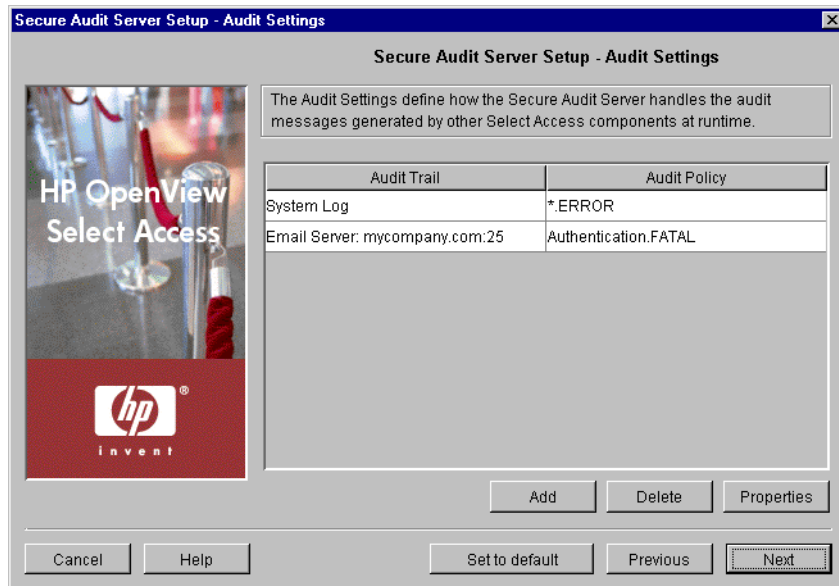 Secure Audit Server Setup - Audit Settings
Secure Audit Server Setup - Audit Settings
HP OpenView
Select Access
hp
®
invent
The Audit Settings define how the Secure Audit Server handles the audit
messages generated by other Select Access components at runtime.
Audit Trail Audit Policy
System Log *.ERROR
Email Server: mycompany.com:25 Authentication.FATAL
Add Delete Properties
Cancel Help Set to default Previous Next